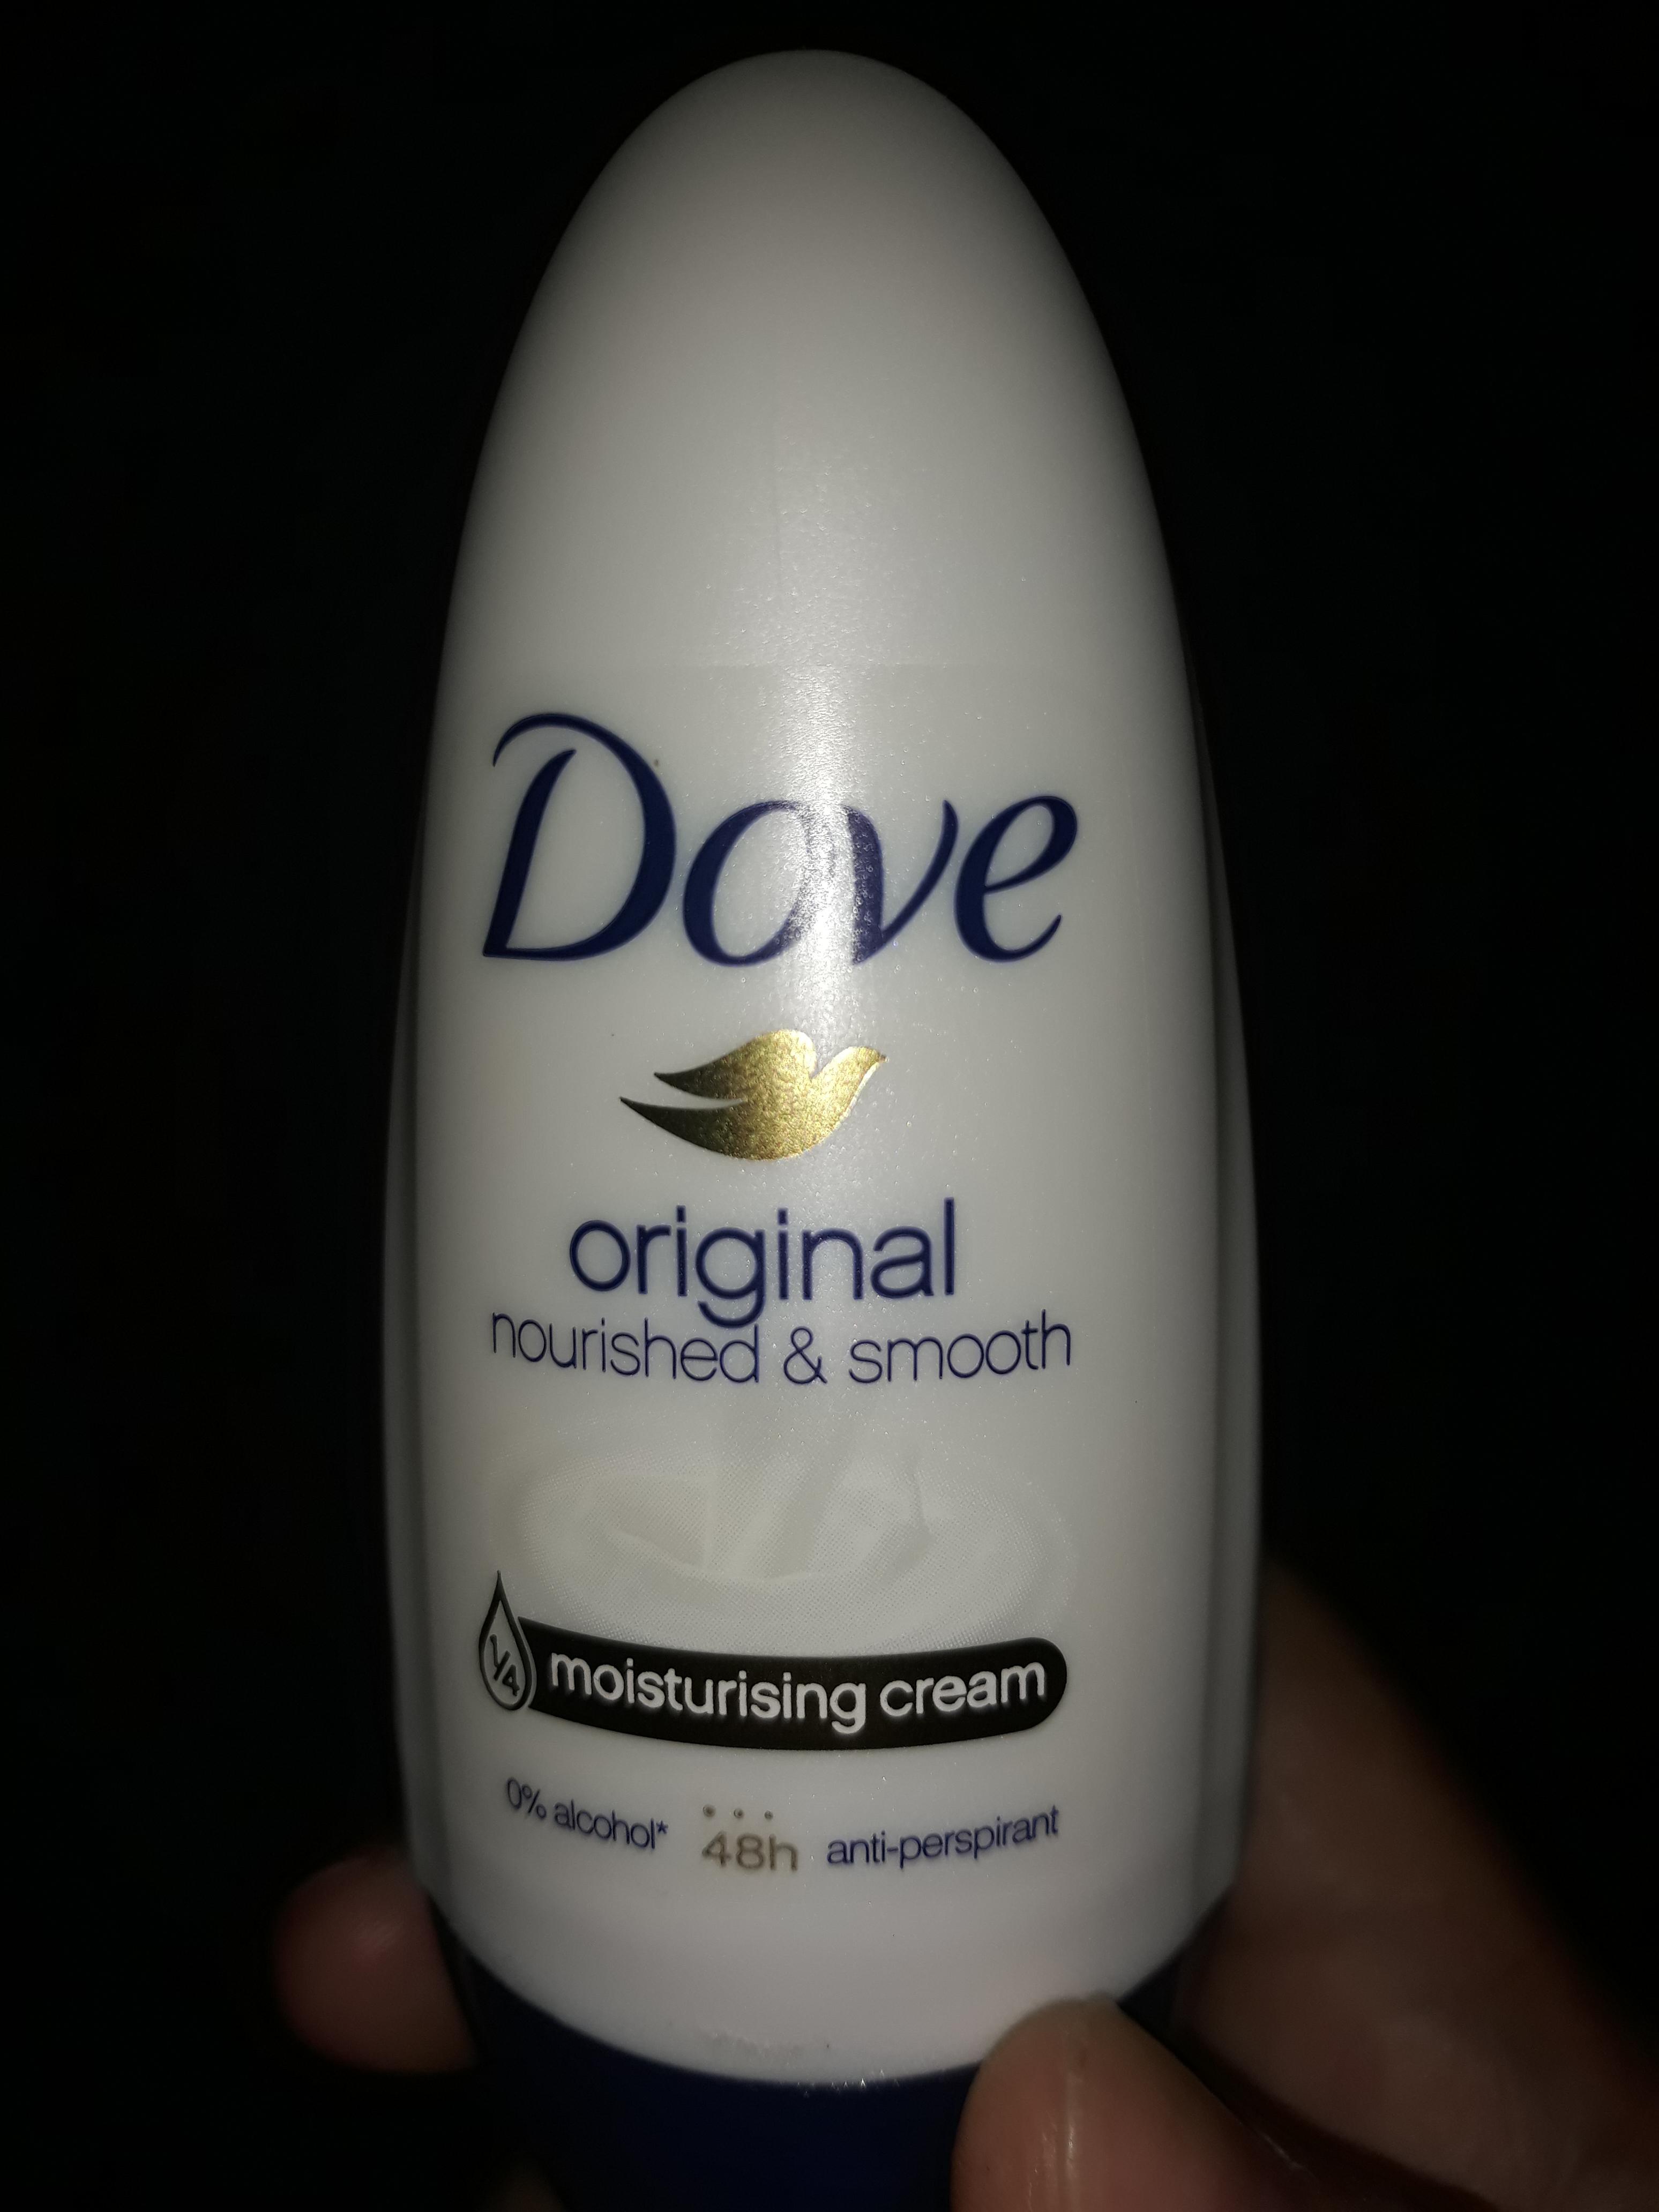 Dove
original
nourished & smooth
1/4 moisturising cream
0% alcohol* 48h anti-perspirant